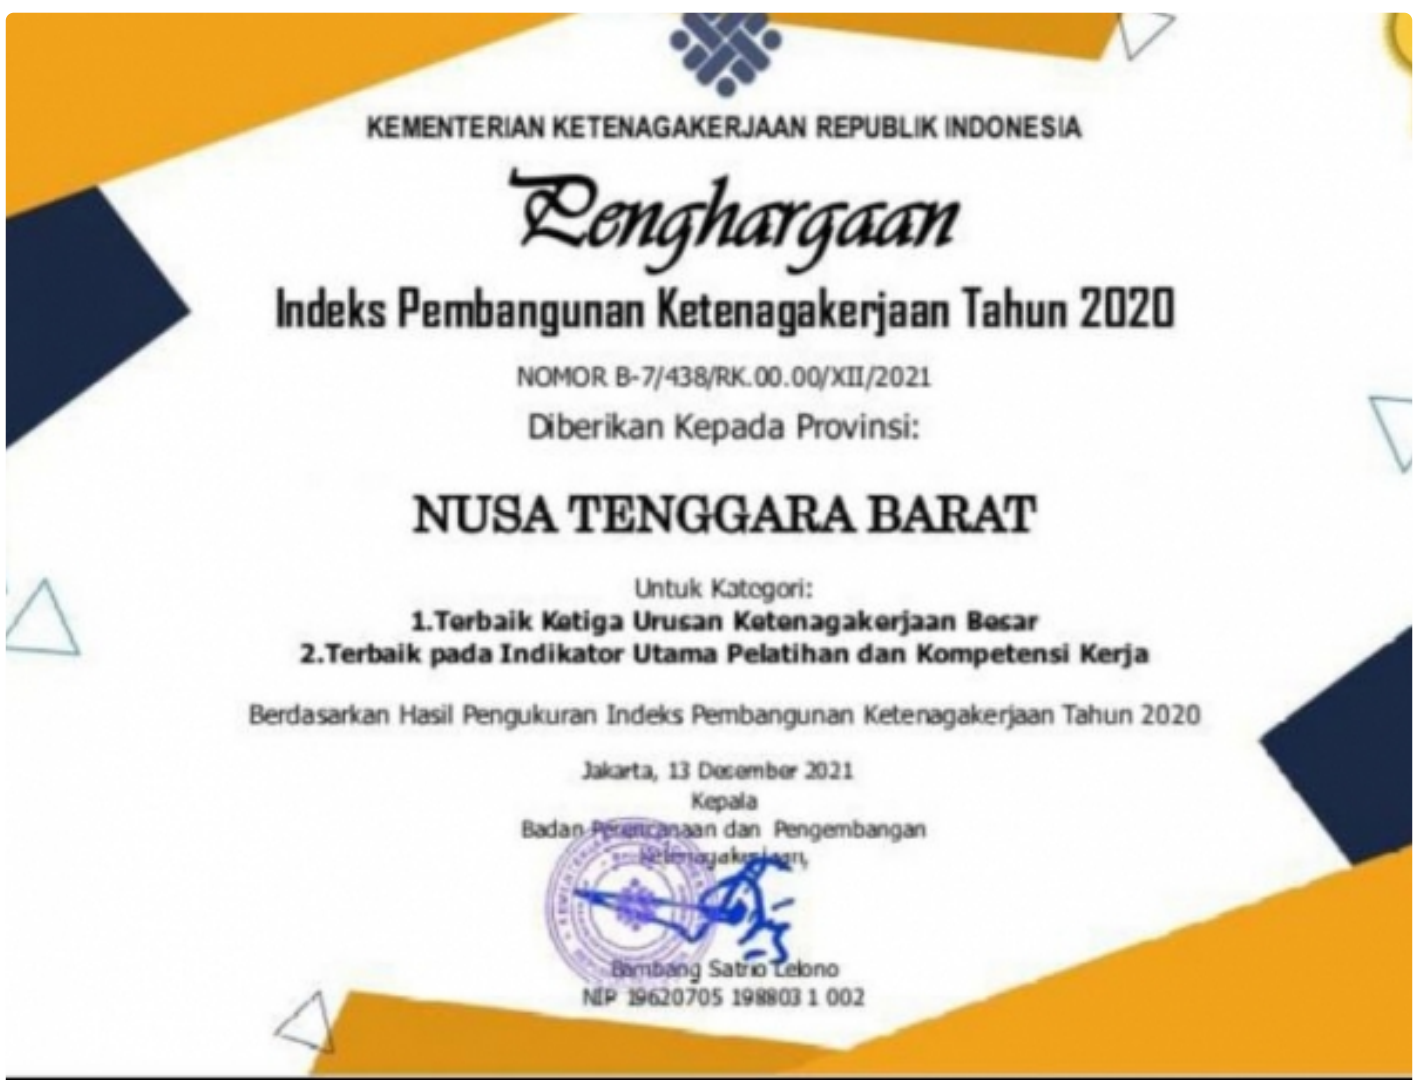 KEMENTERIAN KETENAGAKERJAAN REPUBLIK INDONESIA
Penghargaan
Indeks Pembangunan Ketenagakerjaan Tahun 2020
NOMOR B-7/438/RK.00.00/XII/2021
Diberikan Kepada Provinsi:
NUSA TENGGARA BARAT
Untuk Kategori:
1.Terbaik Ketiga Urusan Ketenagakerjaan Besar
2.Terbaik pada Indikator Utama Pelatihan dan Kompetensi Kerja
Berdasarkan Hasil Pengukuran Indeks Pembangunan Ketenagakerjaan Tahun 2020
Jakarta, 13 Desember 2021
Kepala
Badan Perencanaan dan Pengembangan
Ketenagakerjaan,
Bambang Satrio Lelono
NIP 19620705 198803 1 002